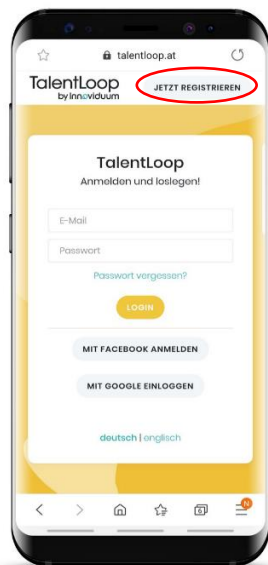 talentloop.at
TalentLoop
by Innoviduum
JETZT REGISTRIEREN
TalentLoop
Anmelden und loslegen!
E-Mail
Passwort
Passwort vergessen?
LOGIN
MIT FACEBOOK ANMELDEN
MIT GOOGLE EINLOGGEN
deutsch | englisch
6
N